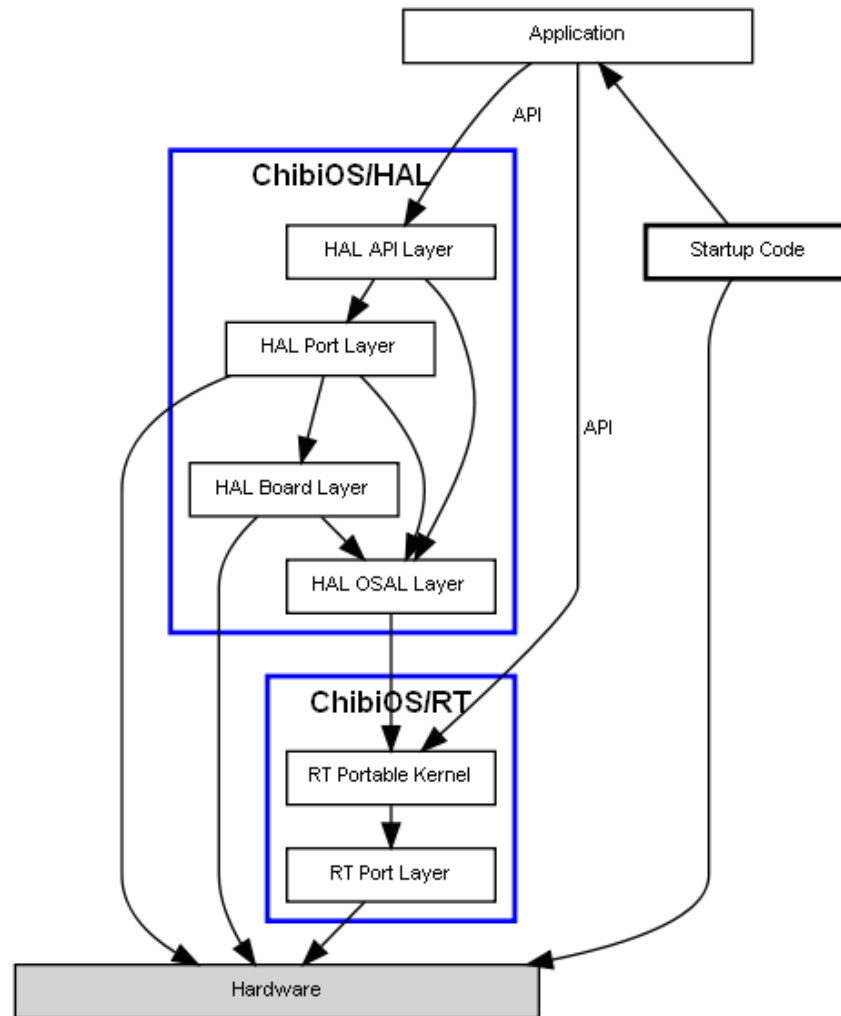 Application
API
ChibiOS/HAL
HAL API Layer
Startup Code
HAL Port Layer
API
HAL Board Layer
HAL OSAL Layer
ChibiOS/RT
RT Portable Kernel
RT Port Layer
Hardware